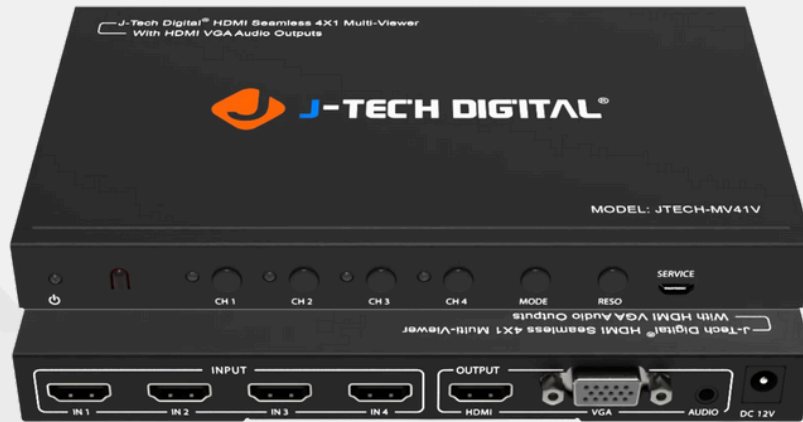 J-Tech Digital® HDMI Seamless 4X1 Multi-Viewer
With HDMI VGA Audio Outputs
J-TECH DIGITAL®
MODEL: JTECH-MV41V
SERVICE
CH 1 CH 2 CH 3 CH 4 MODE RESO
With HDMI VGA Audio Outputs
J-Tech Digital® HDMI Seamless 4X1 Multi-Viewer
INPUT OUTPUT
IN 1 IN 2 IN 3 IN 4 HDMI VGA AUDIO DC 12V